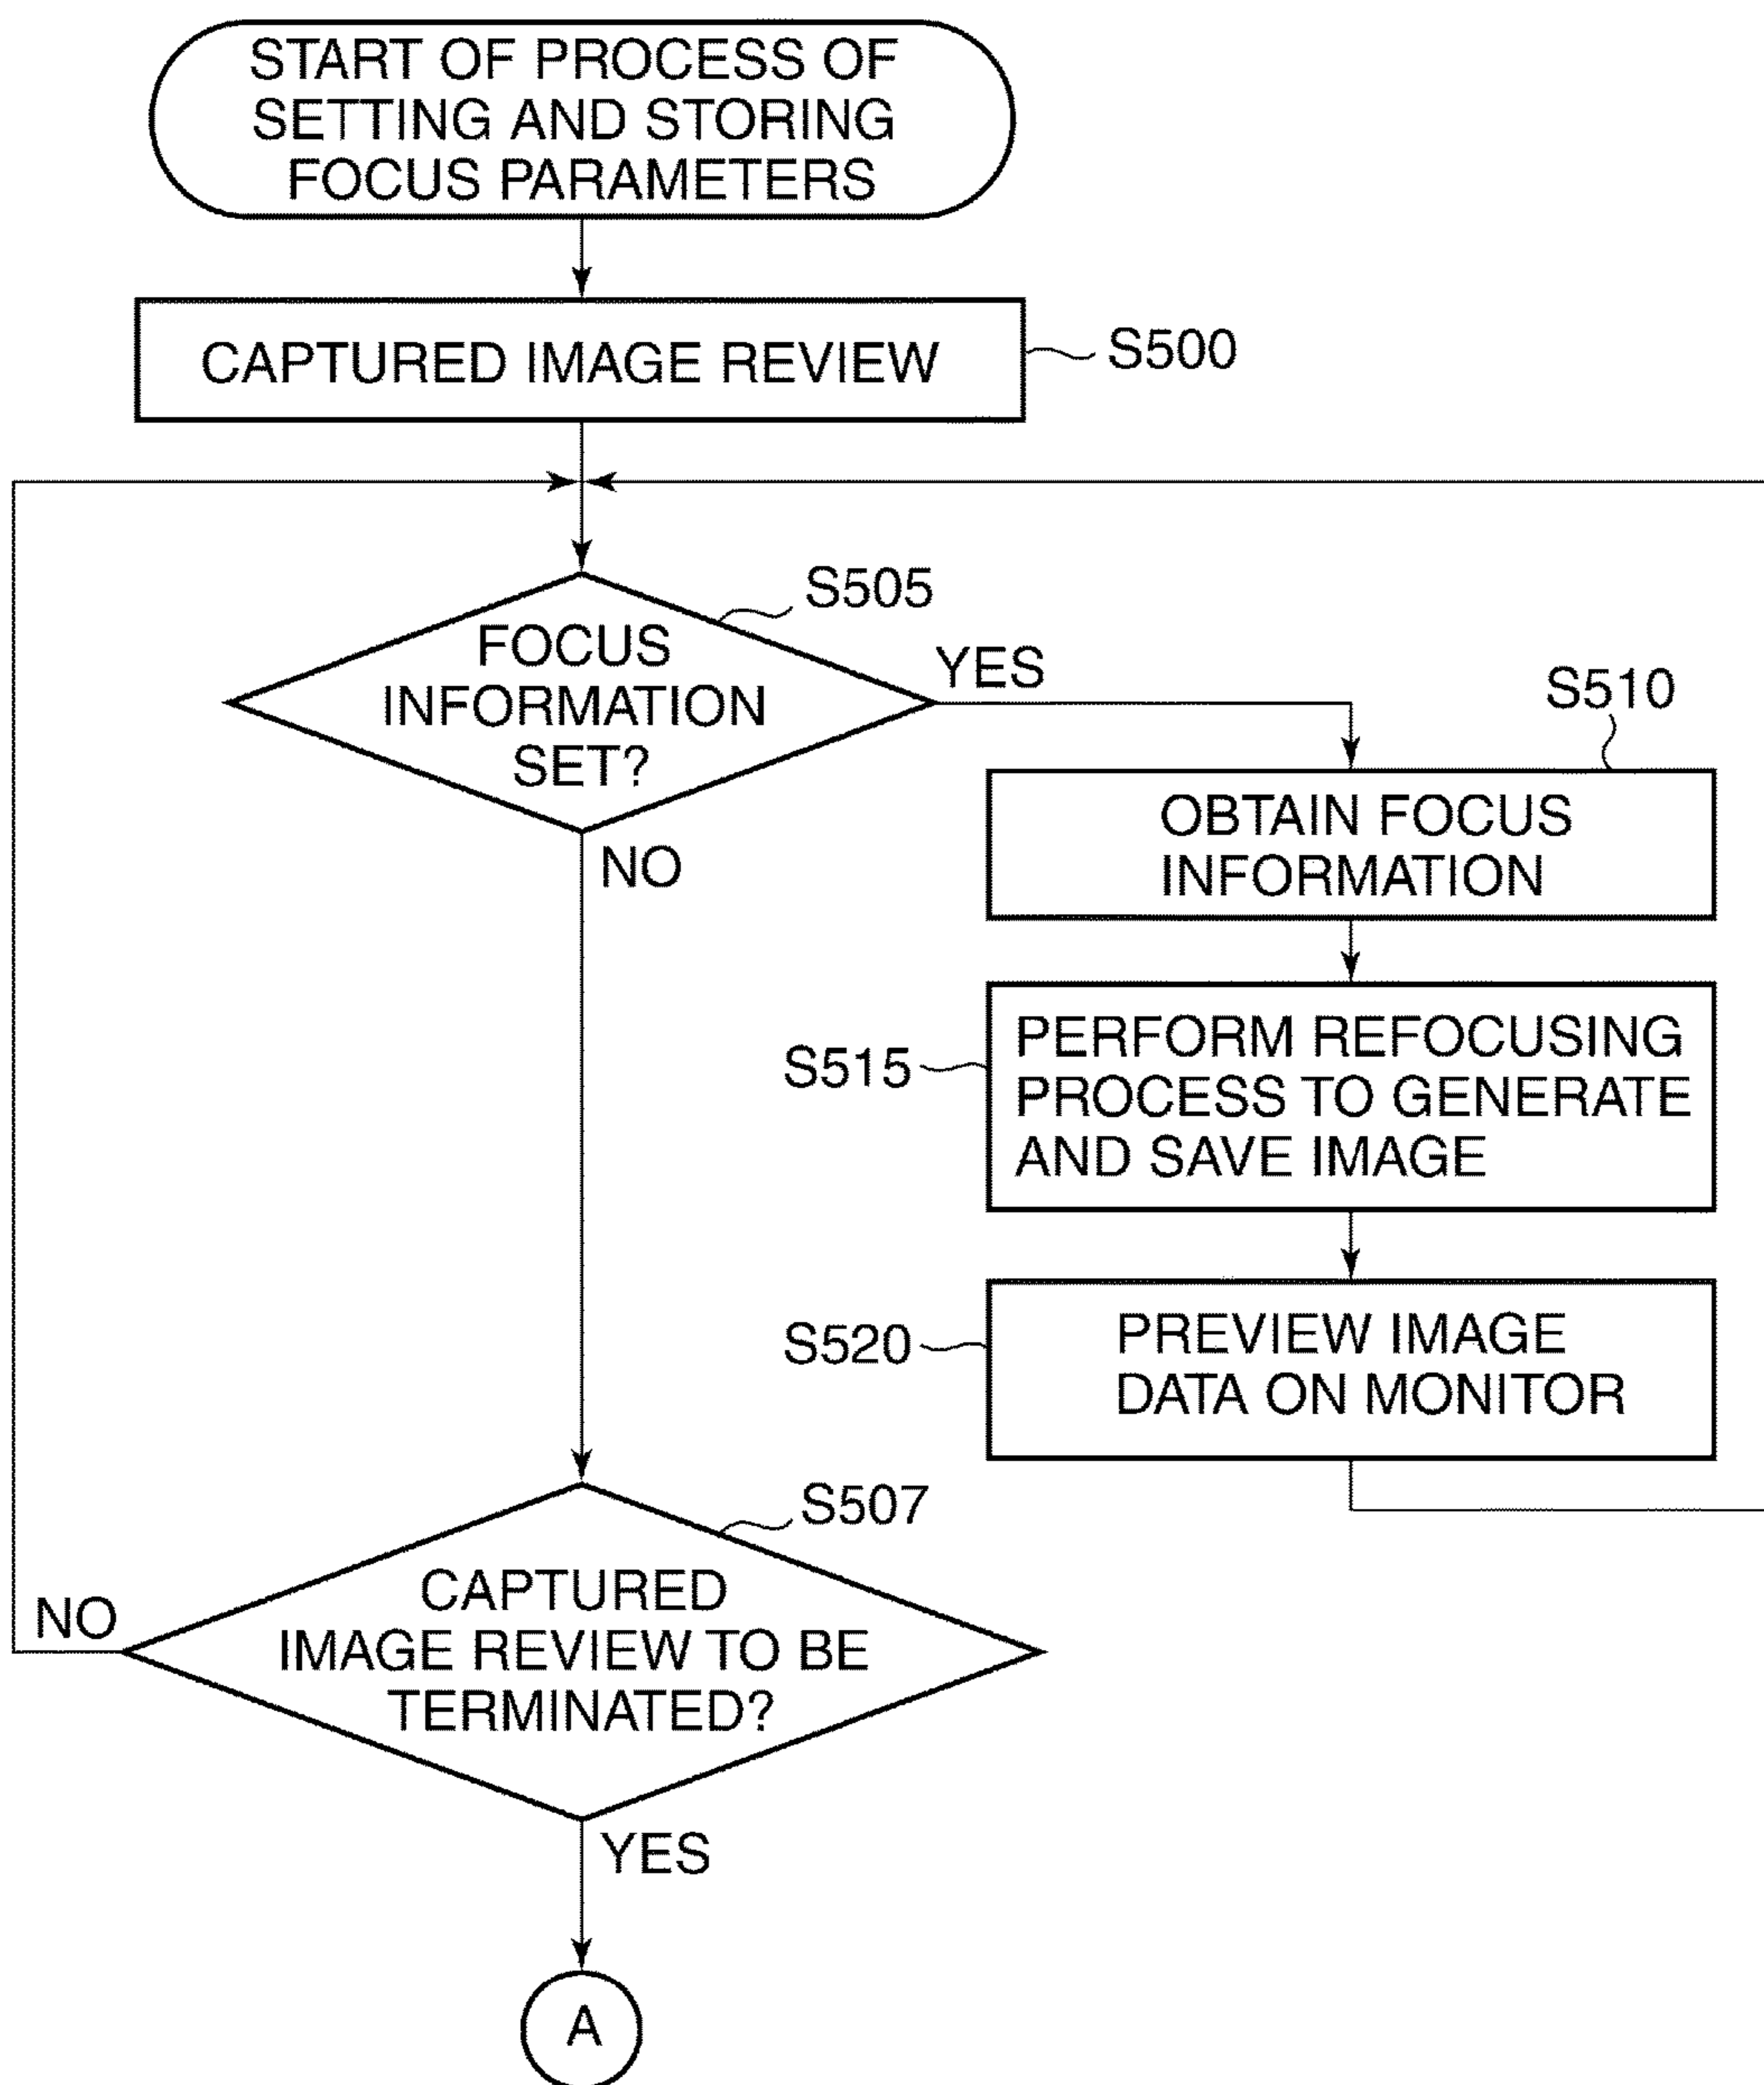 START OF PROCESS OF
SETTING AND STORING
FOCUS PARAMETERS
CAPTURED IMAGE REVIEW
S500
S505
FOCUS
INFORMATION
SET?
YES
NO
S510
OBTAIN FOCUS
INFORMATION
S515
PERFORM REFOCUSING
PROCESS TO GENERATE
AND SAVE IMAGE
S520
PREVIEW IMAGE
DATA ON MONITOR
S507
CAPTURED
IMAGE REVIEW TO BE
TERMINATED?
NO
YES
A